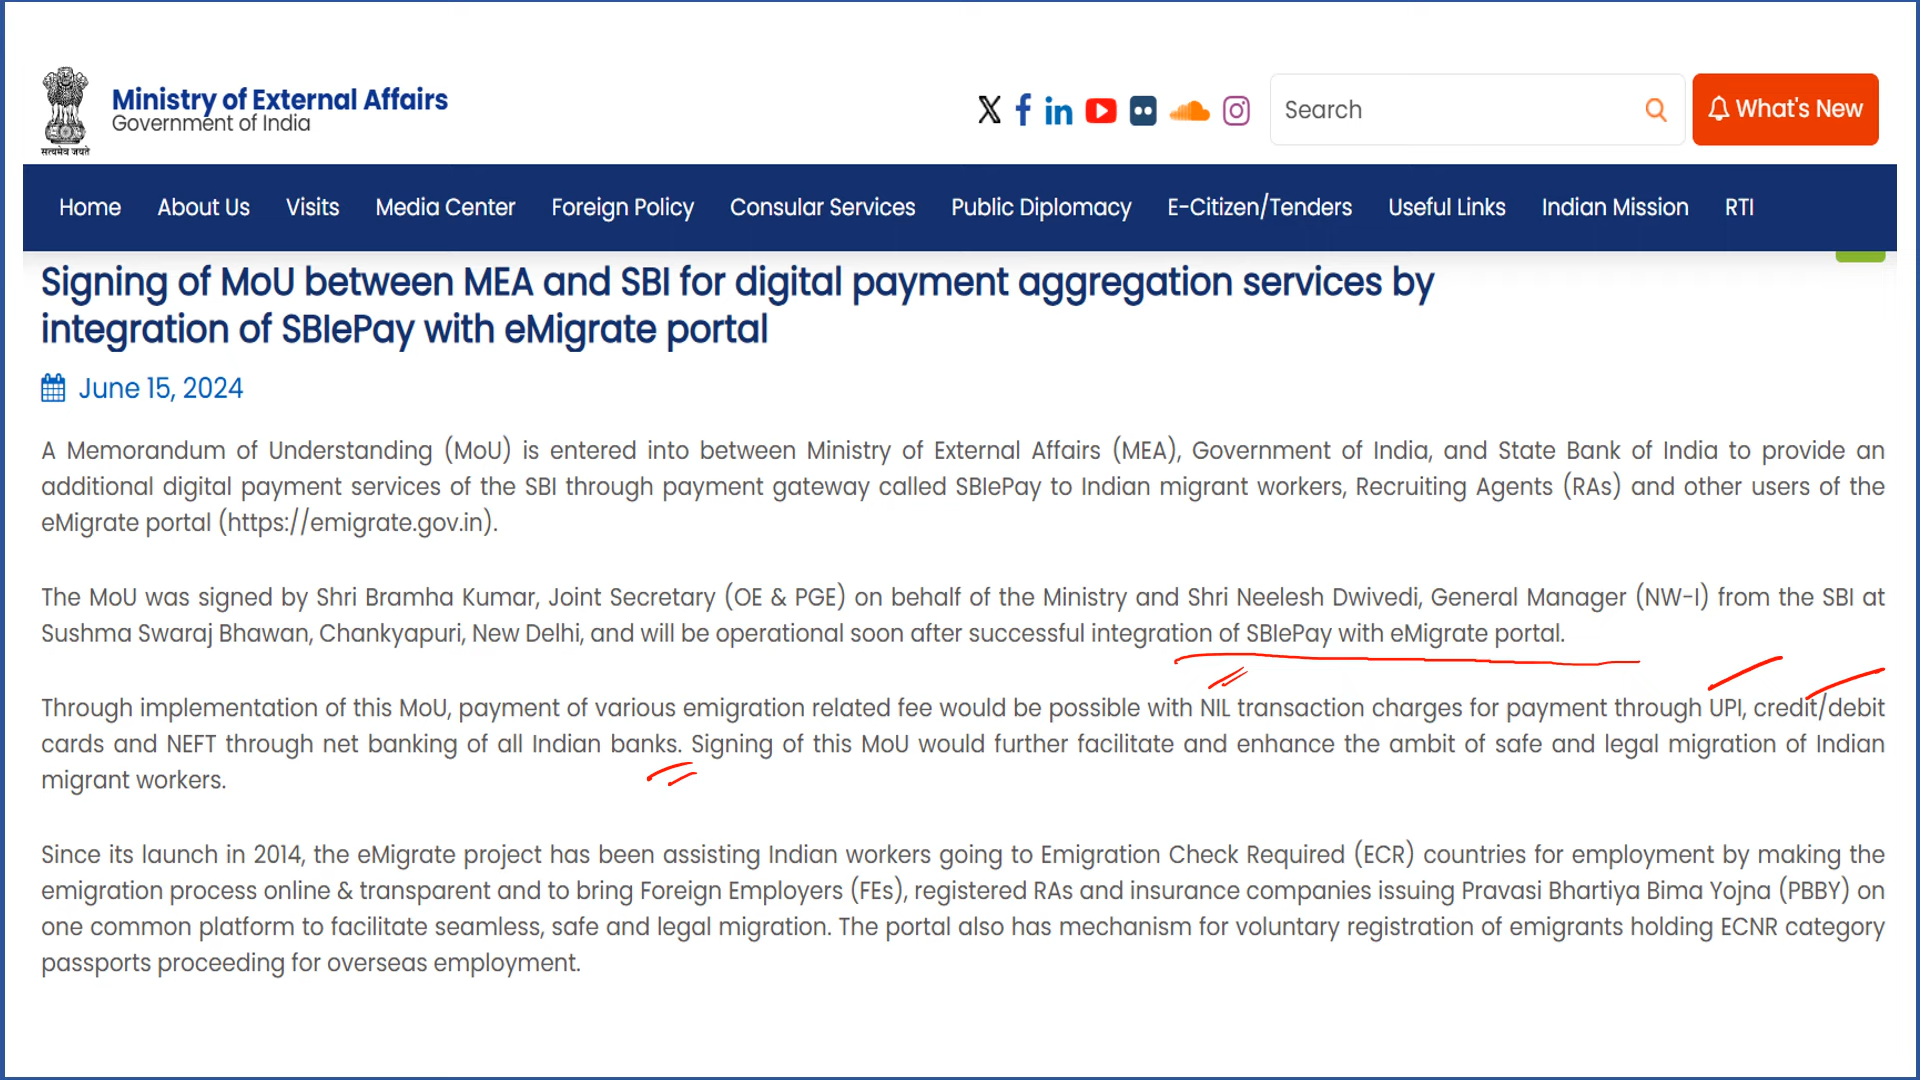 Ministry of External Affairs
Government of India
सत्यमेव जयते
Search
What's New
Home About Us Visits Media Center Foreign Policy Consular Services Public Diplomacy E-Citizen/Tenders Useful Links Indian Mission RTI
Signing of MoU between MEA and SBI for digital payment aggregation services by
integration of SBIePay with eMigrate portal
June 15, 2024
A Memorandum of Understanding (MoU) is entered into between Ministry of External Affairs (MEA), Government of India, and State Bank of India to provide an
additional digital payment services of the SBI through payment gateway called SBIePay to Indian migrant workers, Recruiting Agents (RAs) and other users of the
eMigrate portal (https://emigrate.gov.in).
The MoU was signed by Shri Bramha Kumar, Joint Secretary (OE & PGE) on behalf of the Ministry and Shri Neelesh Dwivedi, General Manager (NW-I) from the SBI at
Sushma Swaraj Bhawan, Chankyapuri, New Delhi, and will be operational soon after successful integration of SBIePay with eMigrate portal.
Through implementation of this MoU, payment of various emigration related fee would be possible with NIL transaction charges for payment through UPI, credit/debit
cards and NEFT through net banking of all Indian banks. Signing of this MoU would further facilitate and enhance the ambit of safe and legal migration of Indian
migrant workers.
Since its launch in 2014, the eMigrate project has been assisting Indian workers going to Emigration Check Required (ECR) countries for employment by making the
emigration process online & transparent and to bring Foreign Employers (FEs), registered RAs and insurance companies issuing Pravasi Bhartiya Bima Yojna (PBBY) on
one common platform to facilitate seamless, safe and legal migration. The portal also has mechanism for voluntary registration of emigrants holding ECNR category
passports proceeding for overseas employment.